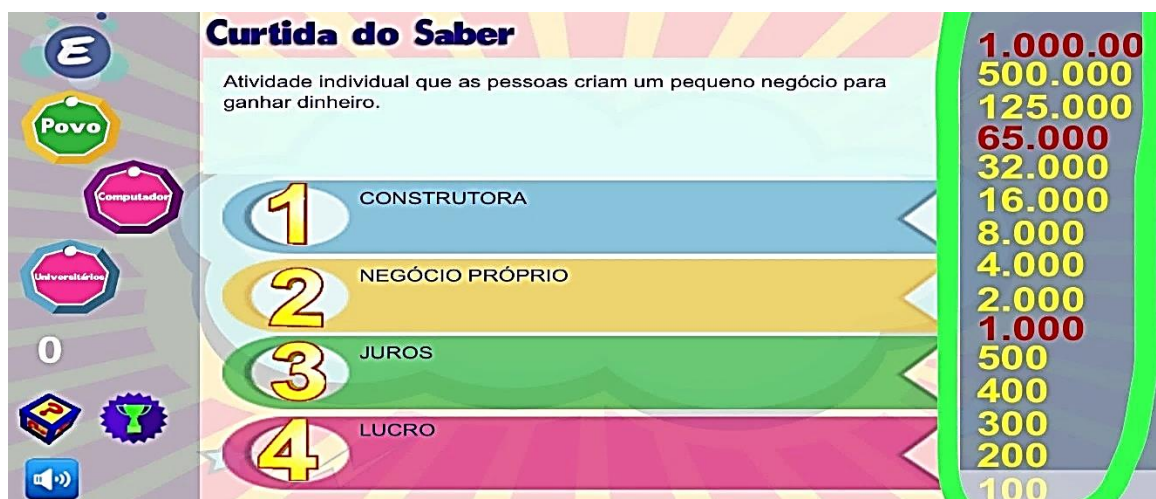 E
Curtida do Saber
Atividade individual que as pessoas criam um pequeno negócio para
ganhar dinheiro.
Povo
Computador
Universitários
0
1
CONSTRUTORA
2
NEGÓCIO PRÓPRIO
3
JUROS
4
LUCRO
1.000.00
500.000
125.000
65.000
32.000
16.000
8.000
4.000
2.000
1.000
500
400
300
200
100